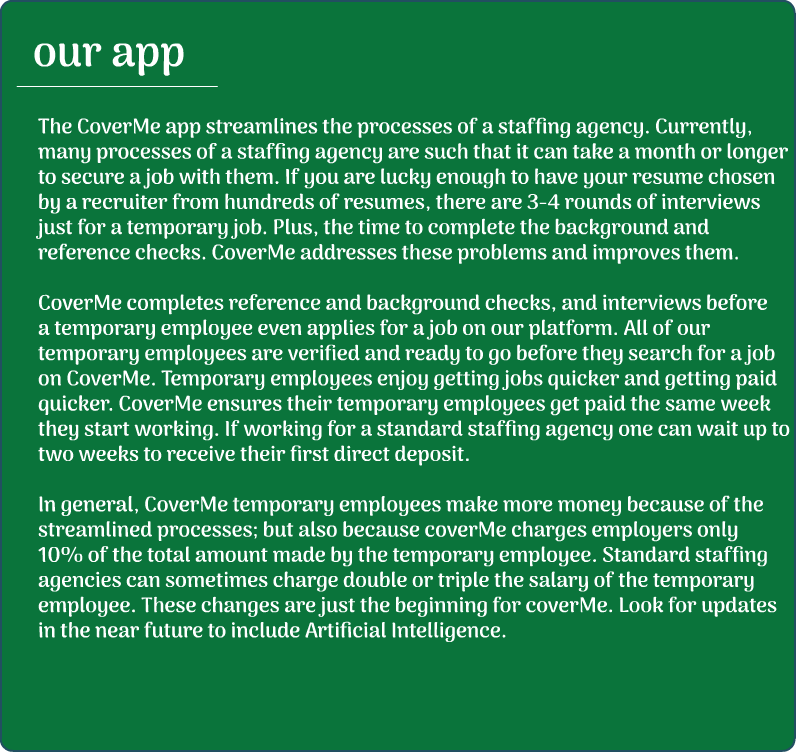 our app
The CoverMe app streamlines the processes of a staffing agency. Currently,
many processes of a staffing agency are such that it can take a month or longer
to secure a job with them. If you are lucky enough to have your resume chosen
by a recruiter from hundreds of resumes, there are 3-4 rounds of interviews
just for a temporary job. Plus, the time to complete the background and
reference checks. CoverMe addresses these problems and improves them.
CoverMe completes reference and background checks, and interviews before
a temporary employee even applies for a job on our platform. All of our
temporary employees are verified and ready to go before they search for a job
on CoverMe. Temporary employees enjoy getting jobs quicker and getting paid
quicker. CoverMe ensures their temporary employees get paid the same week
they start working. If working for a standard staffing agency one can wait up to
two weeks to receive their first direct deposit.
In general, CoverMe temporary employees make more money because of the
streamlined processes; but also because coverMe charges employers only
10% of the total amount made by the temporary employee. Standard staffing
agencies can sometimes charge double or triple the salary of the temporary
employee. These changes are just the beginning for coverMe. Look for updates
in the near future to include Artificial Intelligence.